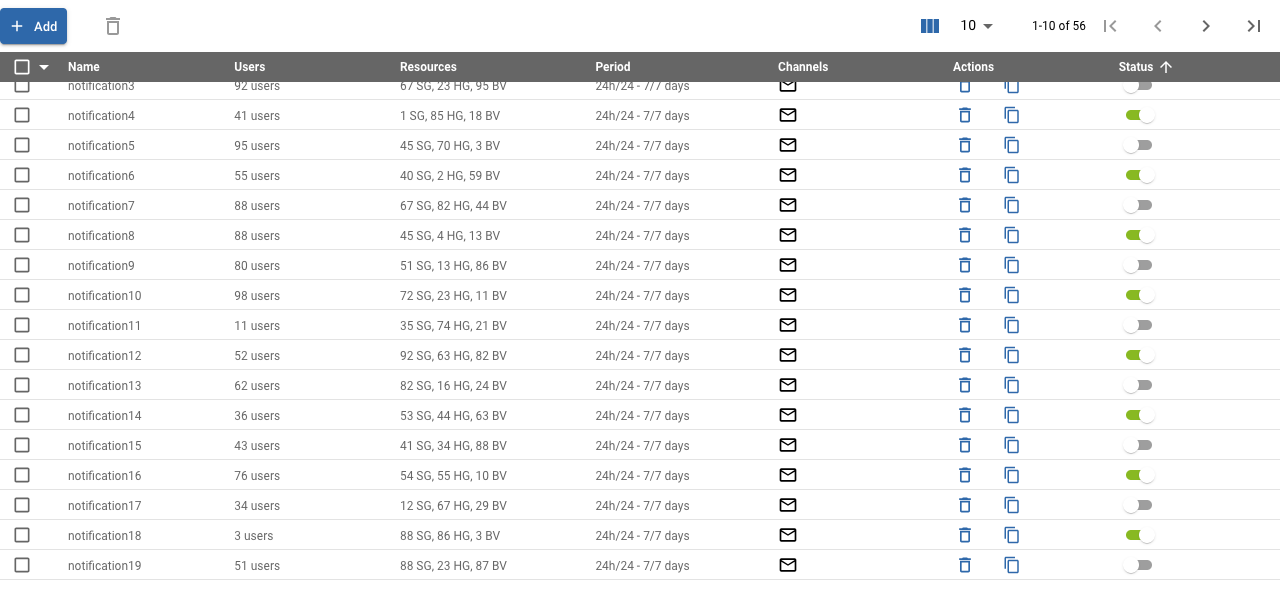 Add 10 1-10 of 56
Name Users Resources Period Channels Actions Status
notification3 92 users 67 SG, 23 HG, 95 BV 24h/24 - 7/7 days
notification4 41 users 1 SG, 85 HG, 18 BV 24h/24 - 7/7 days
notification5 95 users 45 SG, 70 HG, 3 BV 24h/24 - 7/7 days
notification6 55 users 40 SG, 2 HG, 59 BV 24h/24 - 7/7 days
notification7 88 users 67 SG, 82 HG, 44 BV 24h/24 - 7/7 days
notification8 88 users 45 SG, 4 HG, 13 BV 24h/24 - 7/7 days
notification9 80 users 51 SG, 13 HG, 86 BV 24h/24 - 7/7 days
notification10 98 users 72 SG, 23 HG, 11 BV 24h/24 - 7/7 days
notification11 11 users 35 SG, 74 HG, 21 BV 24h/24 - 7/7 days
notification12 52 users 92 SG, 63 HG, 82 BV 24h/24 - 7/7 days
notification13 62 users 82 SG, 16 HG, 24 BV 24h/24 - 7/7 days
notification14 36 users 53 SG, 44 HG, 63 BV 24h/24 - 7/7 days
notification15 43 users 41 SG, 34 HG, 88 BV 24h/24 - 7/7 days
notification16 76 users 54 SG, 55 HG, 10 BV 24h/24 - 7/7 days
notification17 34 users 12 SG, 67 HG, 29 BV 24h/24 - 7/7 days
notification18 3 users 88 SG, 86 HG, 3 BV 24h/24 - 7/7 days
notification19 51 users 88 SG, 23 HG, 87 BV 24h/24 - 7/7 days